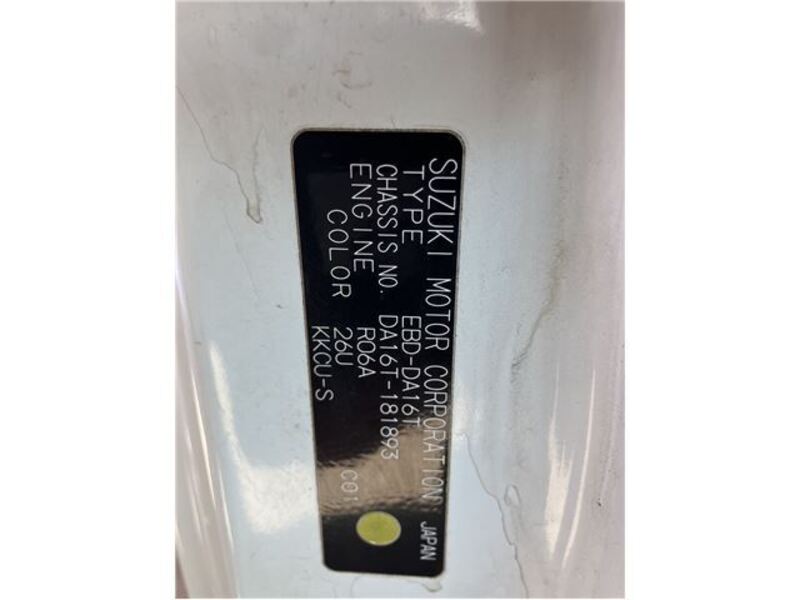 SUZUKI MOTOR CORPORATION JAPAN
TYPE EBD-DA16T
CHASSIS NO. DA16T-181893
ENGINE R06A
COLOR 26U C01
KKCU-S